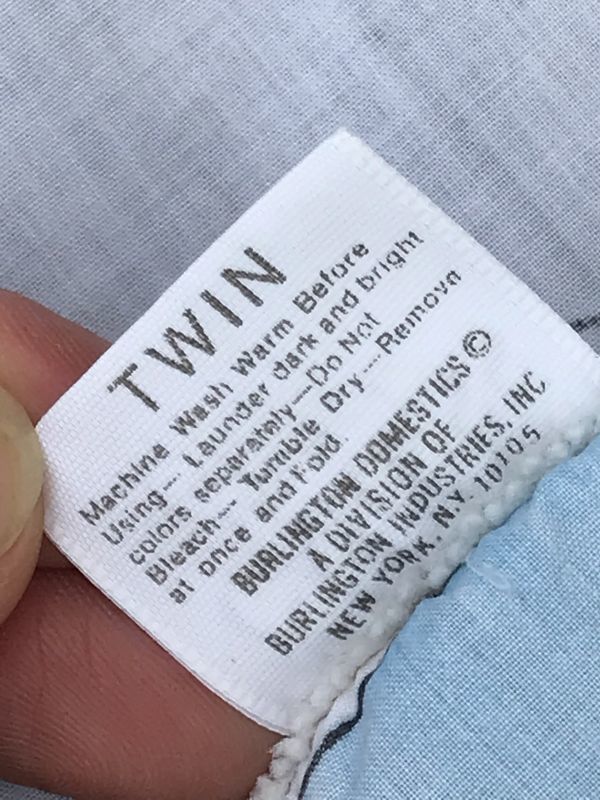 TWIN
Machine Wash Warm Before
Using--- Launder dark and bright
colors seperately---Do Not
Bleach--- Tumble Dry---Remove
at once and Fold.
BURLINGTON DOMESTICS ©
A DIVISION OF
BURLINGTON INDUSTRIES, INC
NEW YORK, N.Y. 10105